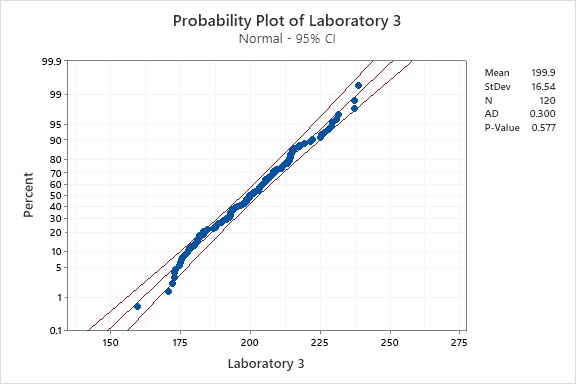 Probability Plot of Laboratory 3
Normal - 95% CI
99.9
99
95
90
80
70
60
50
40
30
20
10
5
1
0.1
Percent
150 175 200 225 250 275
Laboratory 3
Mean 199.9
StDev 16.54
N 120
AD 0.300
P-Value 0.577